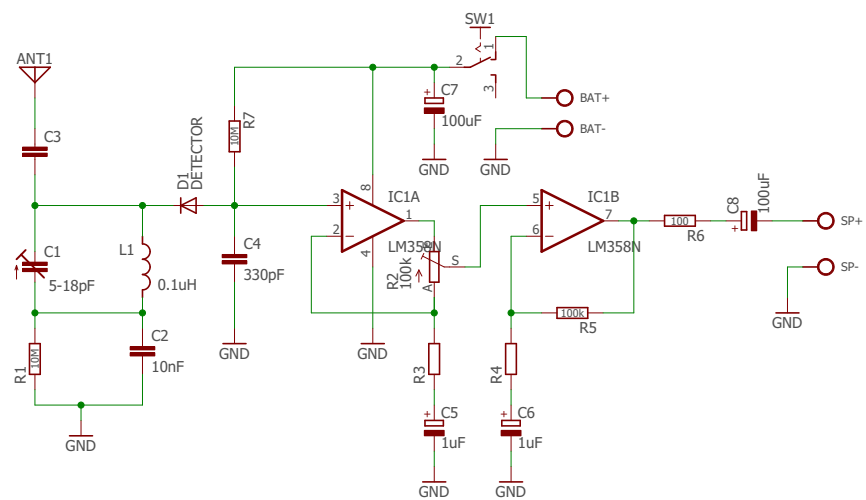 SW1
ANT1
1
2
3
C7
100uF
BAT+
BAT-
GND
GND
C3
10M
R7
D1
DETECTOR
3
8
IC1A
1
2
4
LM358N
5
IC1B
7
6
LM358N
C8
100uF
100
R6
SP+
SP-
GND
C1
5-18pF
L1
0.1uH
C4
330pF
R2
100k
E
S
A
100k
R5
R1
10M
C2
10nF
GND
GND
GND
R3
R4
C5
1uF
C6
1uF
GND
GND